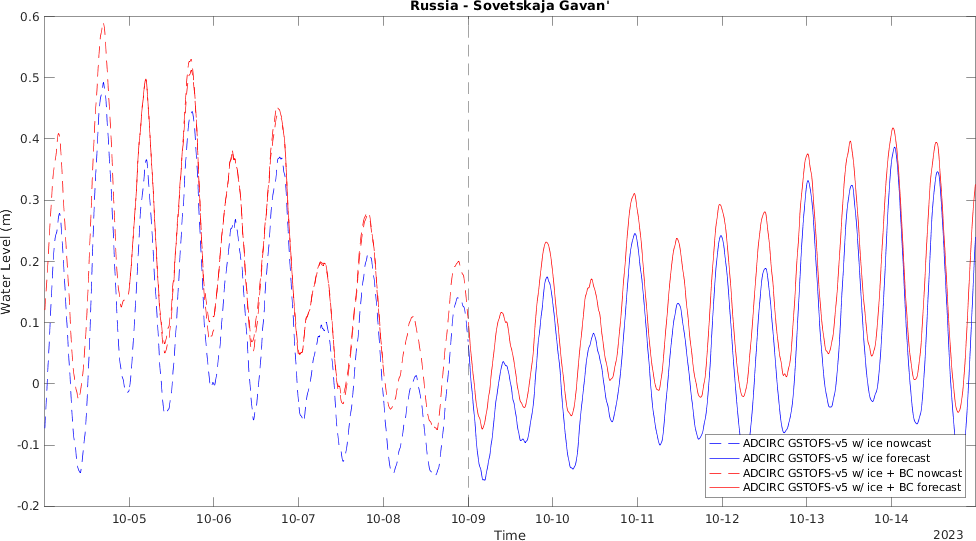 Russia - Sovetskaja Gavan'
Water Level (m)
0.6
0.5
0.4
0.3
0.2
0.1
0
-0.1
-0.2
ADCIRC GSTOFS-v5 w/ ice nowcast
ADCIRC GSTOFS-v5 w/ ice forecast
ADCIRC GSTOFS-v5 w/ ice + BC nowcast
ADCIRC GSTOFS-v5 w/ ice + BC forecast
10-05 10-06 10-07 10-08 10-09 10-10 10-11 10-12 10-13 10-14
Time
2023